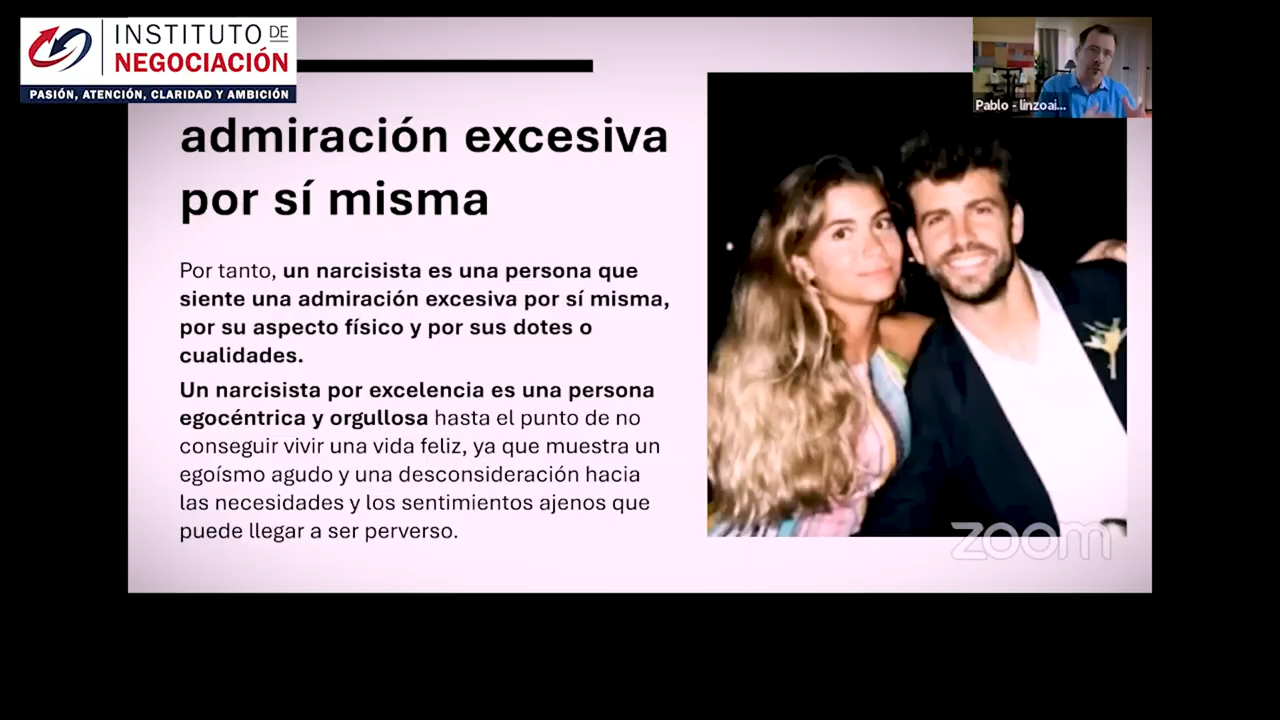 INSTITUTO DE
NEGOCIACIÓN
PASIÓN, ATENCIÓN, CLARIDAD Y AMBICIÓN
Pablo - linzoai...
admiración excesiva
por sí misma
Por tanto, un narcisista es una persona que
siente una admiración excesiva por sí misma,
por su aspecto físico y por sus dotes o
cualidades.
Un narcisista por excelencia es una persona
egocéntrica y orgullosa hasta el punto de no
conseguir vivir una vida feliz, ya que muestra un
egoísmo agudo y una desconsideración hacia
las necesidades y los sentimientos ajenos que
puede llegar a ser perverso.
zoom